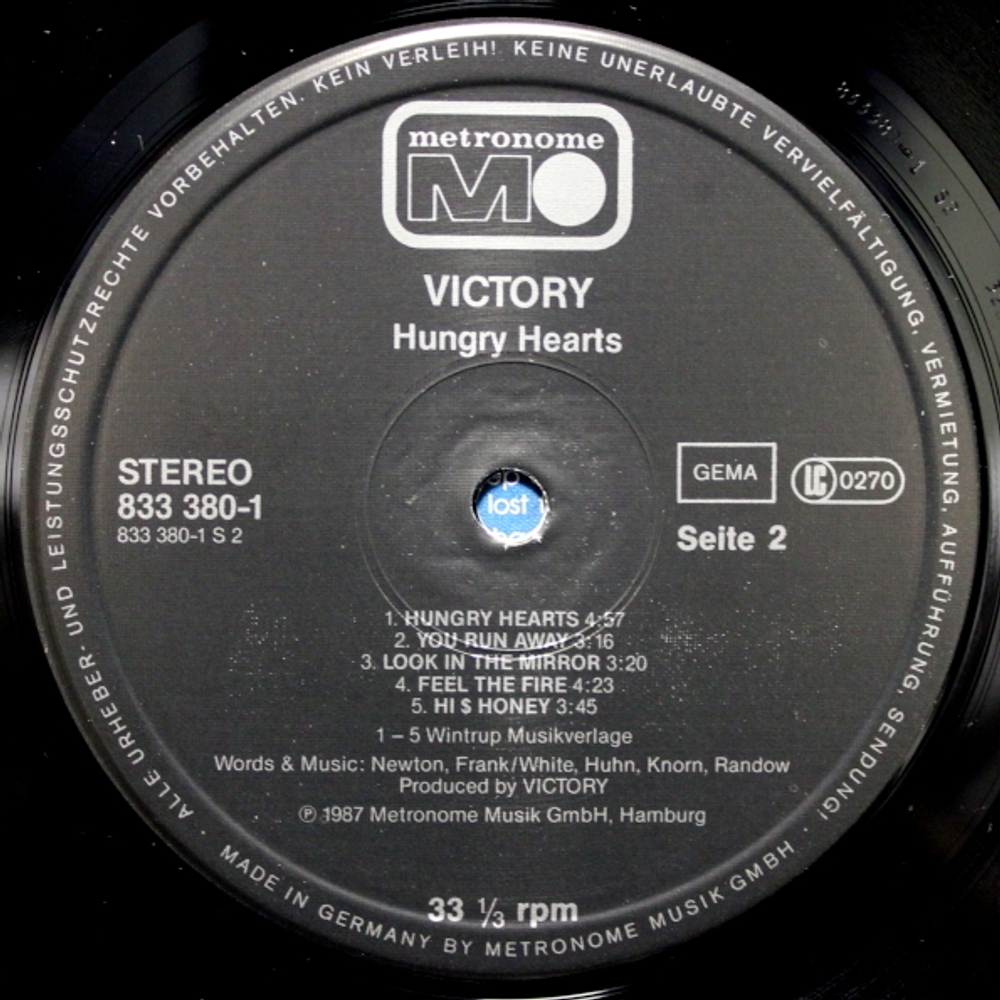 ALLE URHEBER- UND LEISTUNGSSCHUTZRECHTE VORBEHALTEN. KEIN VERLEIH! KEINE UNERLAUBTE VERVIELFÄLTIGUNG, VERMIETUNG, AUFFÜHRUNG, SENDUNG!
metronome
MO
VICTORY
Hungry Hearts
STEREO
833 380-1
833 380-1 S 2
GEMA
LC 0270
Seite 2
lost
1. HUNGRY HEARTS 4:57
2. YOU RUN AWAY 3:16
3. LOOK IN THE MIRROR 3:20
4. FEEL THE FIRE 4:23
5. HI $ HONEY 3:45
1 – 5 Wintrup Musikverlage
Words & Music: Newton, Frank/White, Huhn, Knorn, Randow
Produced by VICTORY
℗ 1987 Metronome Musik GmbH, Hamburg
33 ⅓ rpm
MADE IN GERMANY BY METRONOME MUSIK GMBH ·